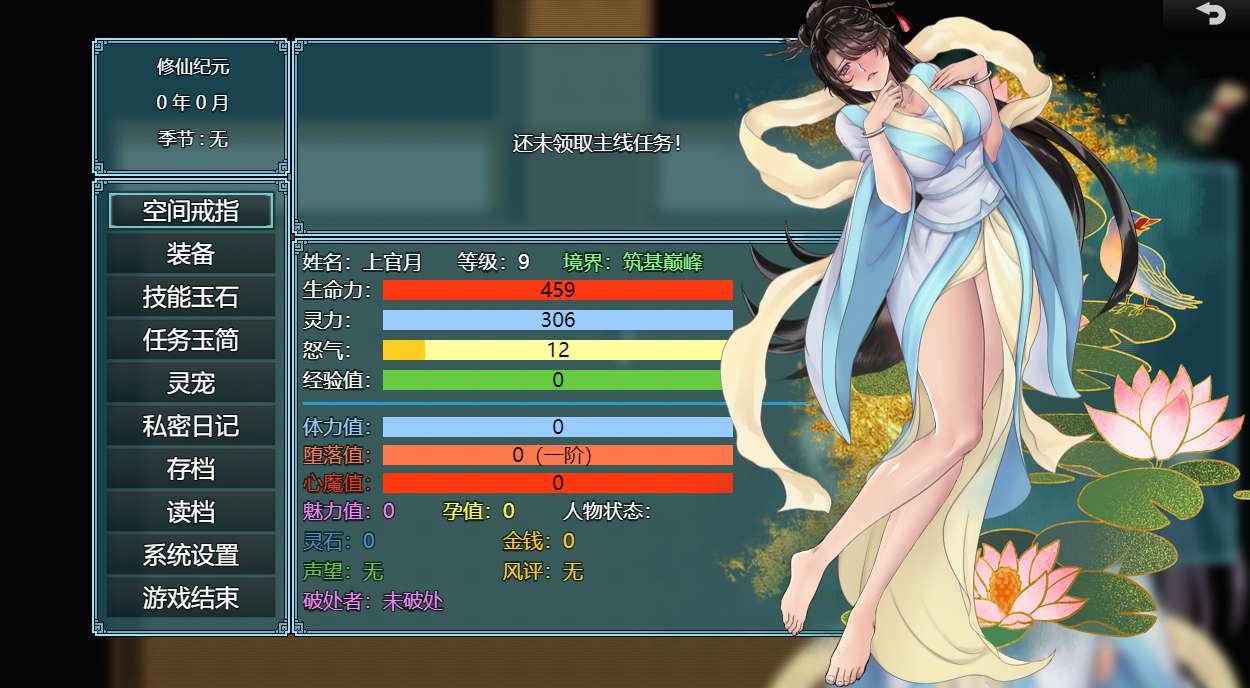 修仙纪元
0 年 0 月
季节 : 无
还未领取主线任务!
空间戒指
装备
技能玉石
任务玉简
灵宠
私密日记
存档
读档
系统设置
游戏结束
姓名: 上官月 等级: 9 境界: 筑基巅峰
生命力: 459
灵力: 306
怒气: 12
经验值: 0
体力值: 0
堕落值: 0 (一阶)
心魔值: 0
魅力值: 0 孕值: 0 人物状态:
灵石: 0 金钱: 0
声望: 无 风评: 无
破处者: 未破处